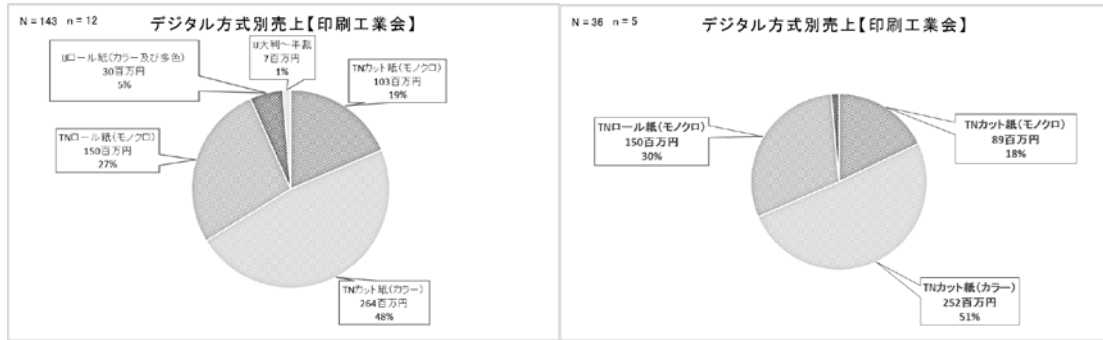 N=143 n=12
デジタル方式別売上【印刷工業会】
IJロール紙(カラー及び多色)
30百万円
5%
IJ大判~半裁
7百万円
1%
TNカット紙(モノクロ)
103百万円
19%
TNロール紙(モノクロ)
150百万円
27%
TNカット紙(カラー)
264百万円
48%
N=36 n=5
デジタル方式別売上【印刷工業会】
TNロール紙(モノクロ)
150百万円
30%
TNカット紙(モノクロ)
89百万円
18%
TNカット紙(カラー)
252百万円
51%